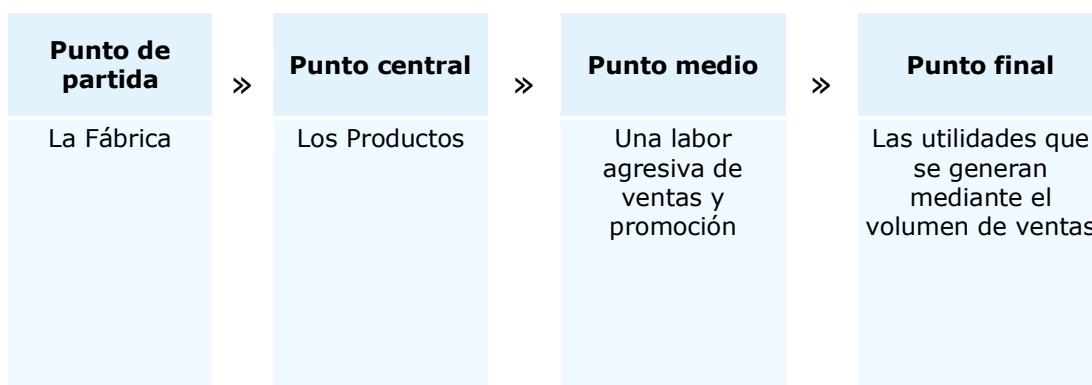 Punto de
partida
»
Punto central
»
Punto medio
»
Punto final
La Fábrica
Los Productos
Una labor
agresiva de
ventas y
promoción
Las utilidades que
se generan
mediante el
volumen de ventas